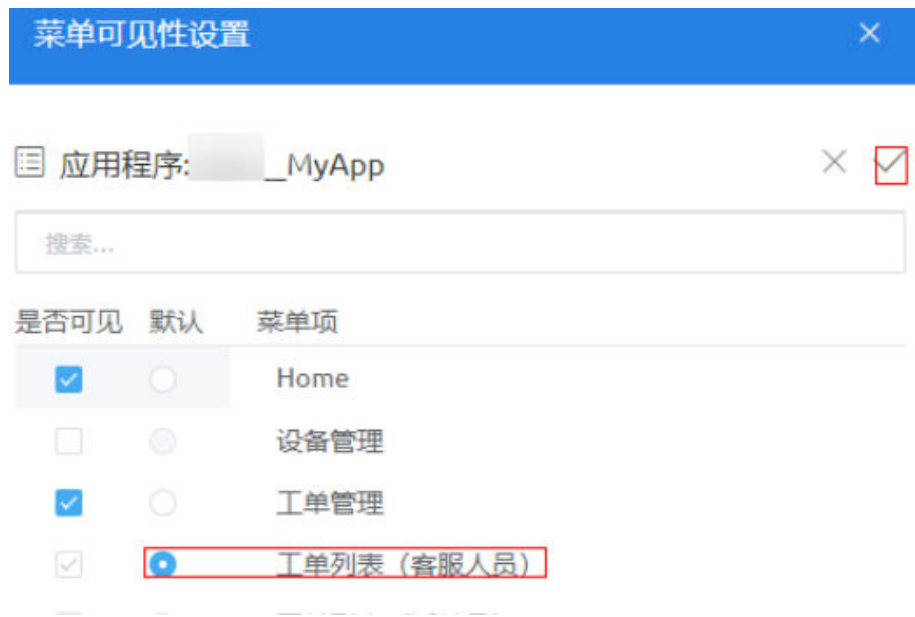 菜单可见性设置
应用程序: __MyApp
搜索...
是否可见 默认 菜单项
Home
设备管理
工单管理
工单列表（客服人员）